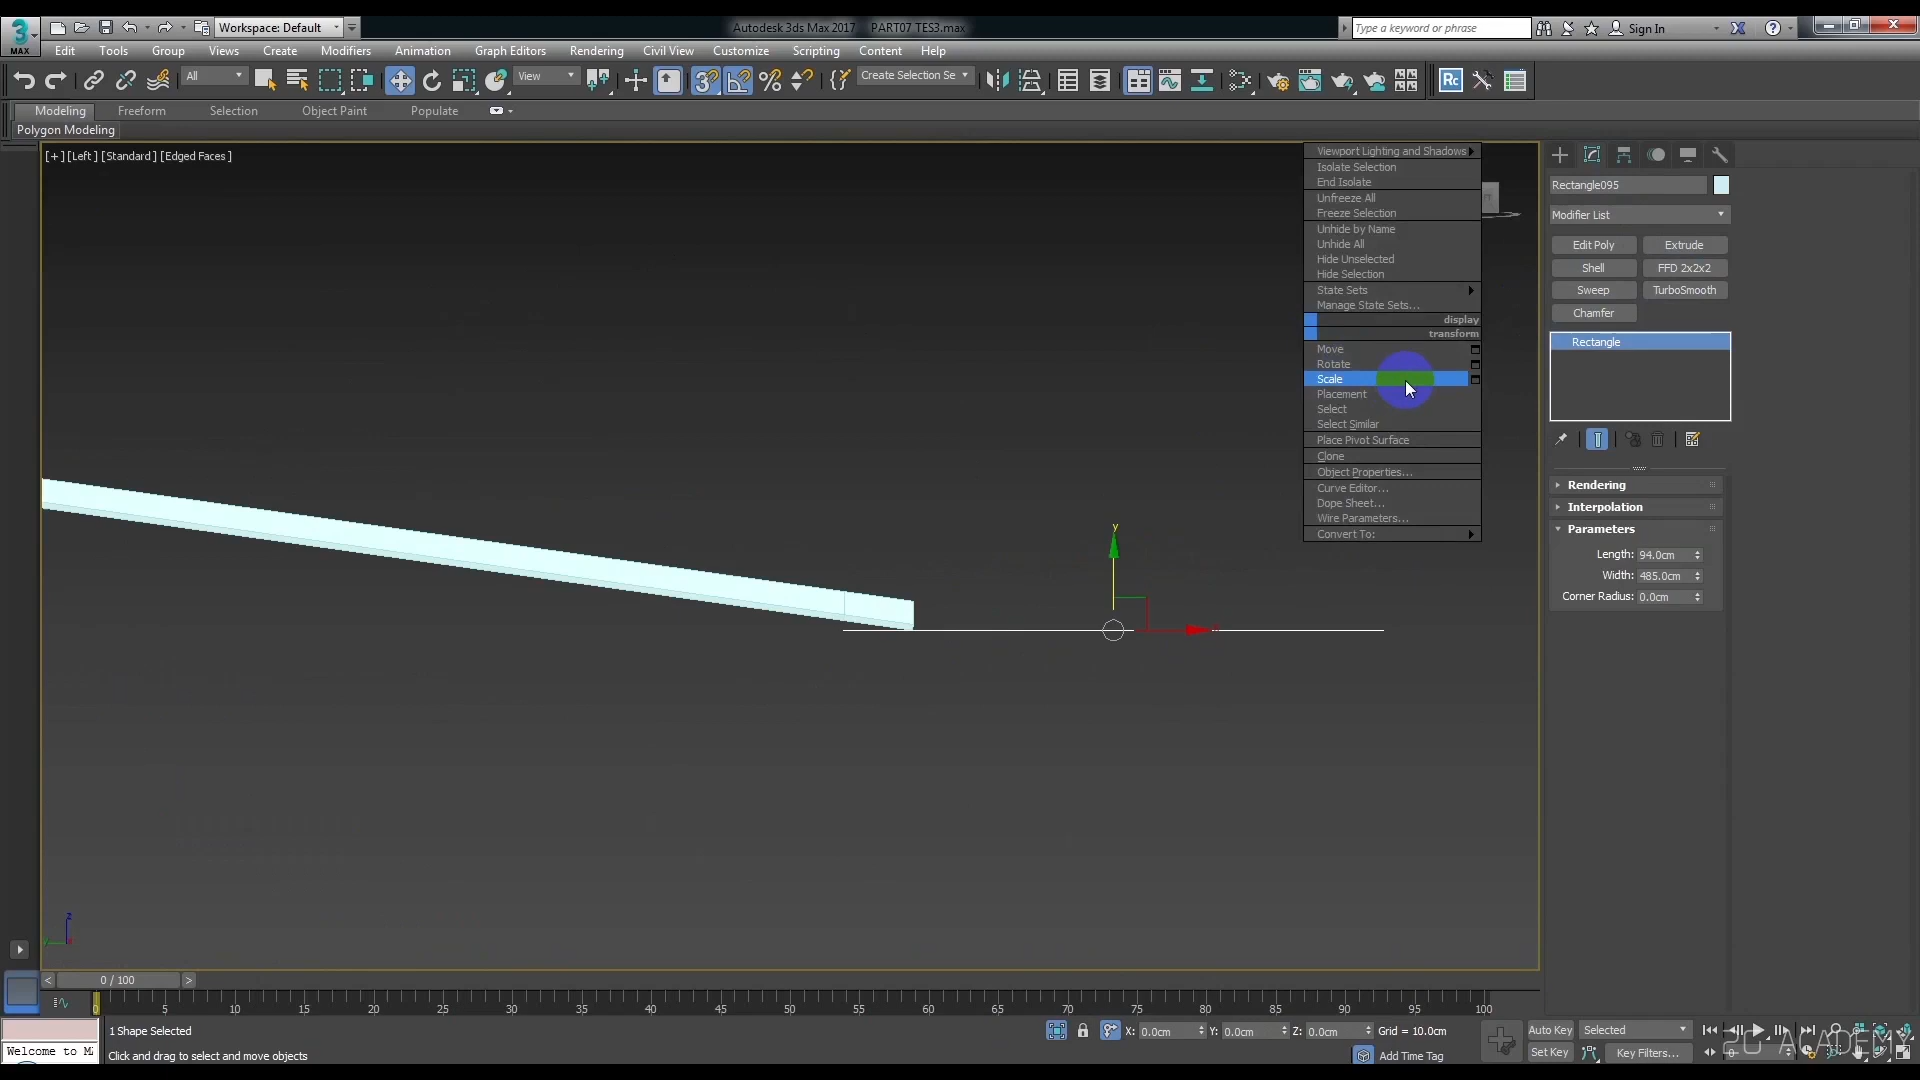 MAX
Workspace: Default
Autodesk 3ds Max 2017 PART07 TES3.max
Type a keyword or phrase
Sign In
Edit Tools Group Views Create Modifiers Animation Graph Editors Rendering Civil View Customize Scripting Content Help
All
View
Create Selection Se
Rc
Modeling Freeform Selection Object Paint Populate
Polygon Modeling
[+] [Left] [Standard] [Edged Faces]
Viewport Lighting and Shadows
Isolate Selection
End Isolate
Unfreeze All
Freeze Selection
Unhide by Name
Unhide All
Hide Unselected
Hide Selection
State Sets
Manage State Sets...
display
transform
Move
Rotate
Scale
Placement
Select
Select Similar
Place Pivot Surface
Clone
Object Properties...
Curve Editor...
Dope Sheet...
Wire Parameters...
Convert To:
Rectangle095
Modifier List
Edit Poly Extrude
Shell FFD 2x2x2
Sweep TurboSmooth
Chamfer
Rectangle
Rendering
Interpolation
Parameters
Length: 94.0cm
Width: 485.0cm
Corner Radius: 0.0cm
y
z
0 / 100
5 10 15 20 25 30 35 40 45 50 55 60 65 70 75 80 85 90 95 100
1 Shape Selected
X: 0.0cm Y: 0.0cm Z: 0.0cm Grid = 10.0cm
Auto Key Selected
Welcome to M
Click and drag to select and move objects
Add Time Tag
Set Key Key Filters...
2G ACADEMY